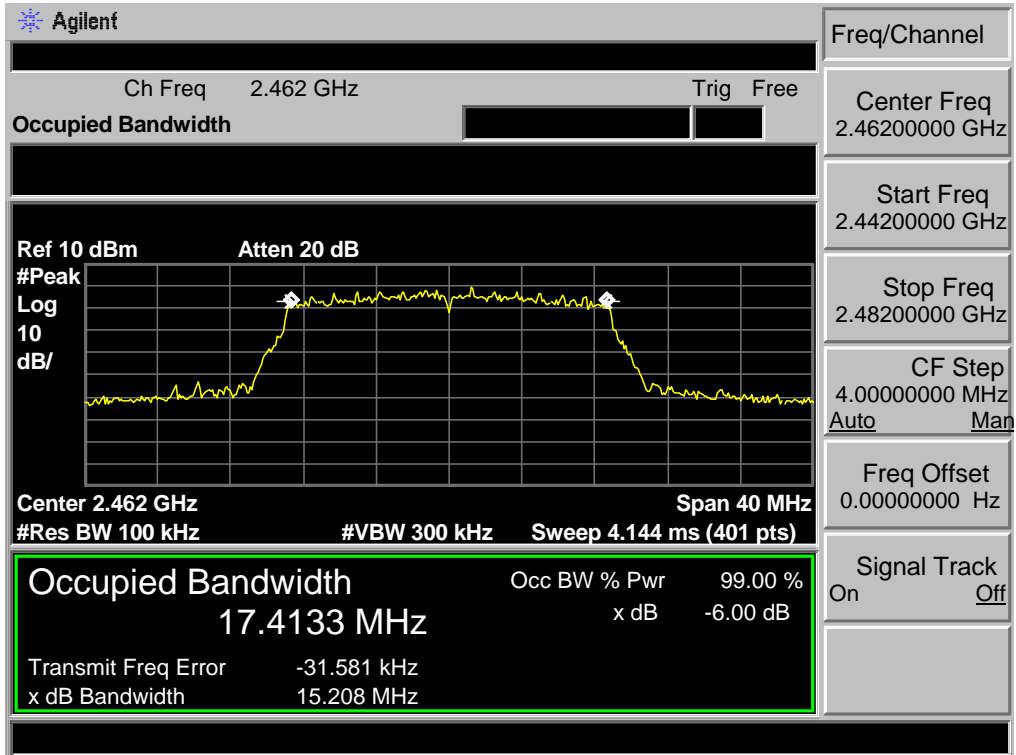 Agilent
Ch Freq 2.462 GHz Trig Free
Occupied Bandwidth
Ref 10 dBm Atten 20 dB
#Peak
Log
10
dB/
Center 2.462 GHz Span 40 MHz
#Res BW 100 kHz #VBW 300 kHz Sweep 4.144 ms (401 pts)
Occupied Bandwidth
17.4133 MHz
Occ BW % Pwr 99.00 %
x dB -6.00 dB
Transmit Freq Error -31.581 kHz
x dB Bandwidth 15.208 MHz
Freq/Channel
Center Freq
2.46200000 GHz
Start Freq
2.44200000 GHz
Stop Freq
2.48200000 GHz
CF Step
4.00000000 MHz
Auto Man
Freq Offset
0.00000000 Hz
Signal Track
On Off